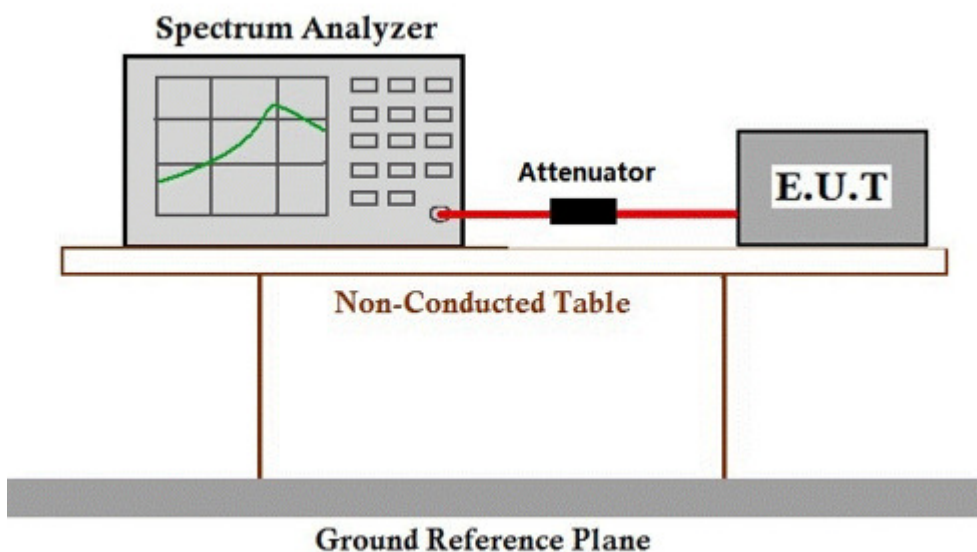 Spectrum Analyzer
Attenuator
E.U.T
Non-Conducted Table
Ground Reference Plane